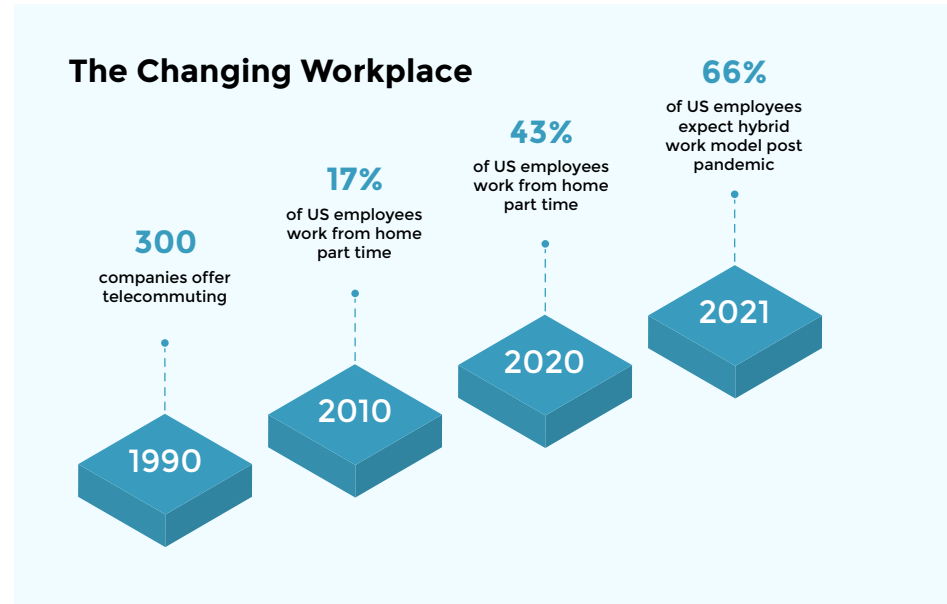 The Changing Workplace
300
companies offer
telecommuting
1990
17%
of US employees
work from home
part time
2010
43%
of US employees
work from home
part time
2020
66%
of US employees
expect hybrid
work model post
pandemic
2021